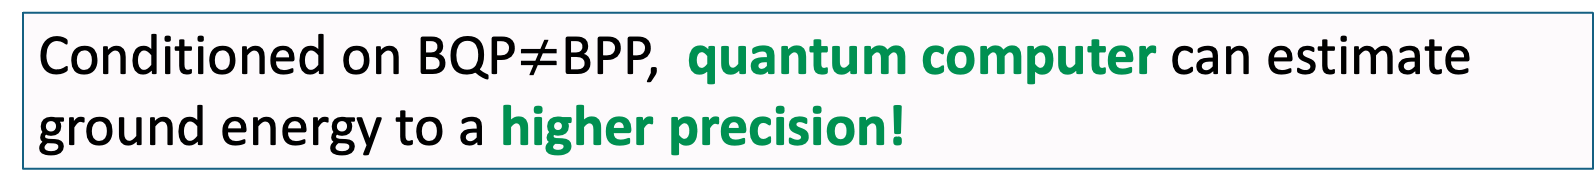 Conditioned on BQP≠BPP, quantum computer can estimate
ground energy to a higher precision!